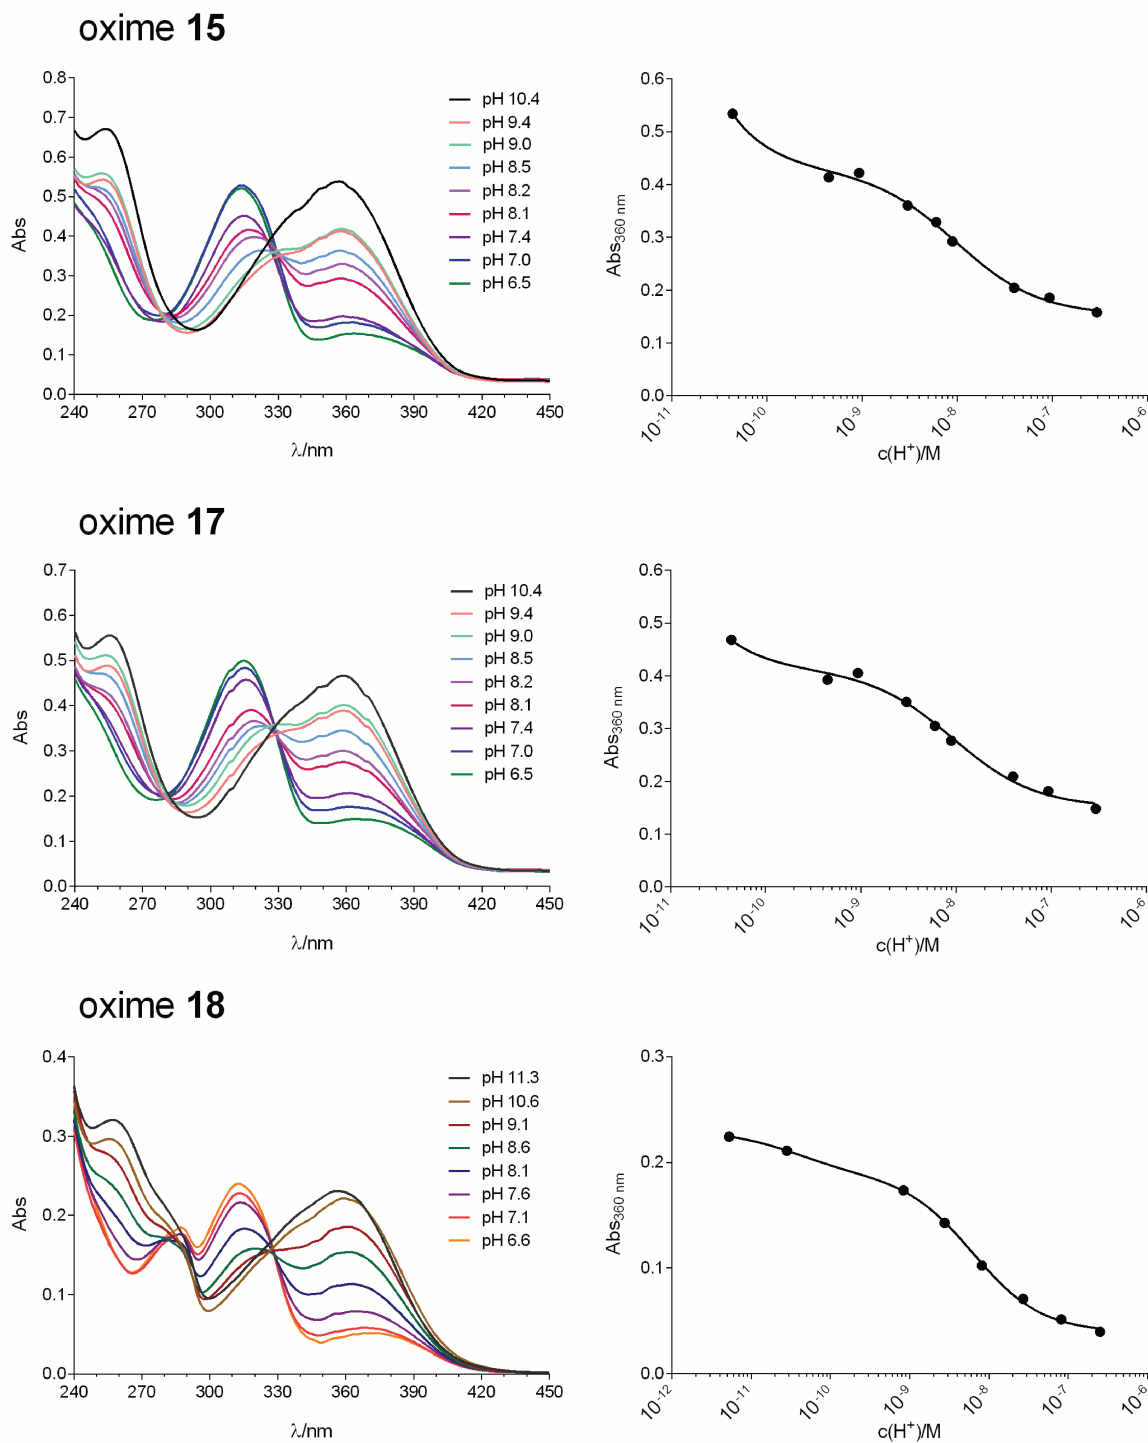 oxime 15
0.8
0.7
0.6
0.5
0.4
0.3
0.2
0.1
0.0
Abs
240 270 300 330 360 390 420 450
λ/nm
pH 10.4
pH 9.4
pH 9.0
pH 8.5
pH 8.2
pH 8.1
pH 7.4
pH 7.0
pH 6.5
0.6
0.5
0.4
0.3
0.2
0.1
0.0
Abs360 nm
10-11 10-10 10-9 10-8 10-7 10-6
c(H+)/M
oxime 17
0.7
0.6
0.5
0.4
0.3
0.2
0.1
0.0
Abs
240 270 300 330 360 390 420 450
λ/nm
pH 10.4
pH 9.4
pH 9.0
pH 8.5
pH 8.2
pH 8.1
pH 7.4
pH 7.0
pH 6.5
0.6
0.5
0.4
0.3
0.2
0.1
0.0
Abs360 nm
10-11 10-10 10-9 10-8 10-7 10-6
c(H+)/M
oxime 18
0.4
0.3
0.2
0.1
0.0
Abs
240 270 300 330 360 390 420 450
λ/nm
pH 11.3
pH 10.6
pH 9.1
pH 8.6
pH 8.1
pH 7.6
pH 7.1
pH 6.6
0.3
0.2
0.1
0.0
Abs360 nm
10-12 10-11 10-10 10-9 10-8 10-7 10-6
c(H+)/M